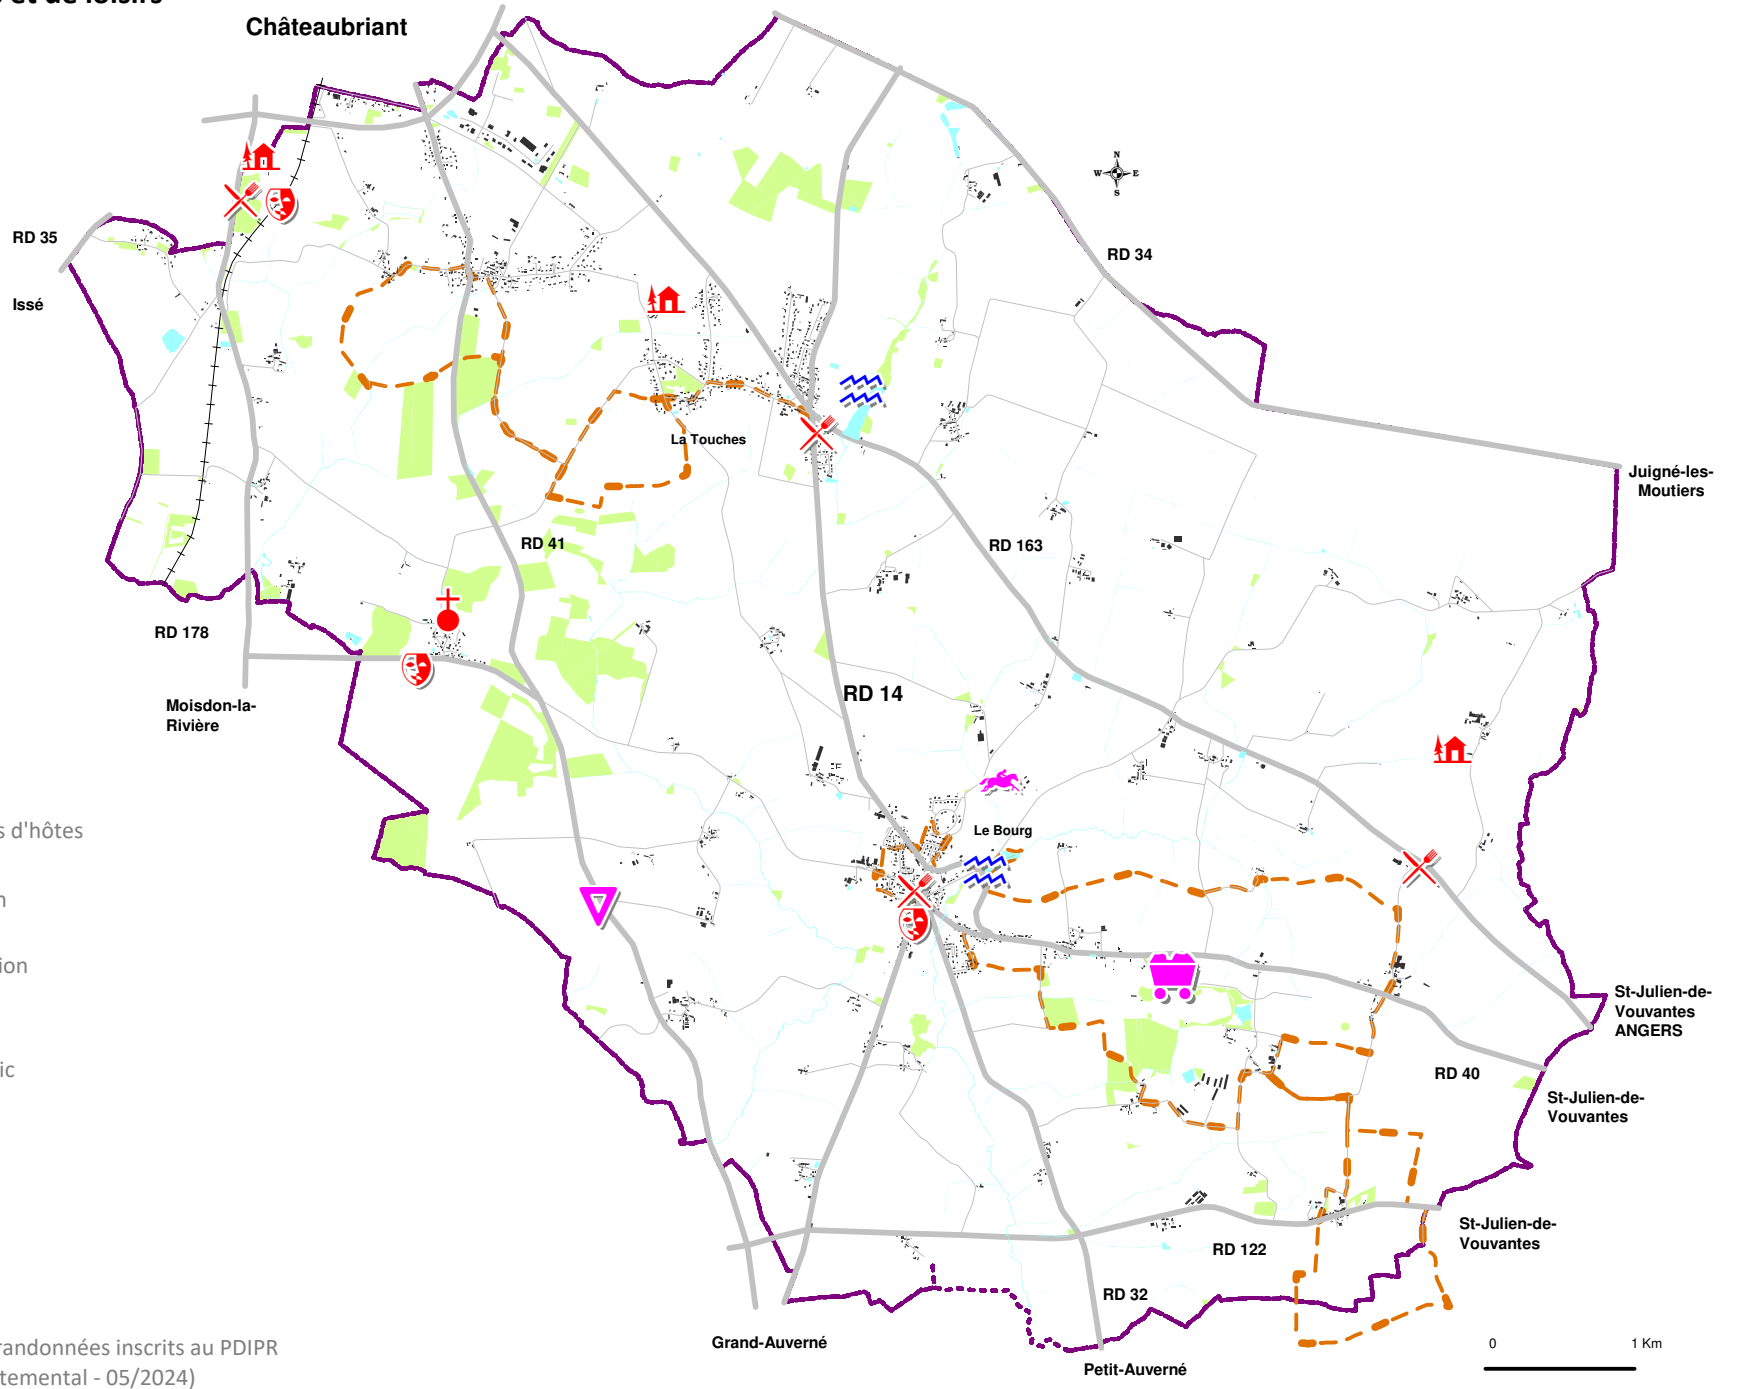 et de loisirs
Châteaubriant
N
W E
S
RD 35
RD 34
Issé
La Touches
Juigné-les-
Moutiers
RD 41
RD 163
RD 178
RD 14
Moisdon-la-
Rivière
d'hôtes
Le Bourg
St-Julien-de-
Vouvantes
ANGERS
RD 40
St-Julien-de-
Vouvantes
St-Julien-de-
Vouvantes
RD 122
RD 32
Grand-Auverné
0 1 Km
randonnées inscrits au PDIPR
temental - 05/2024)
Petit-Auverné